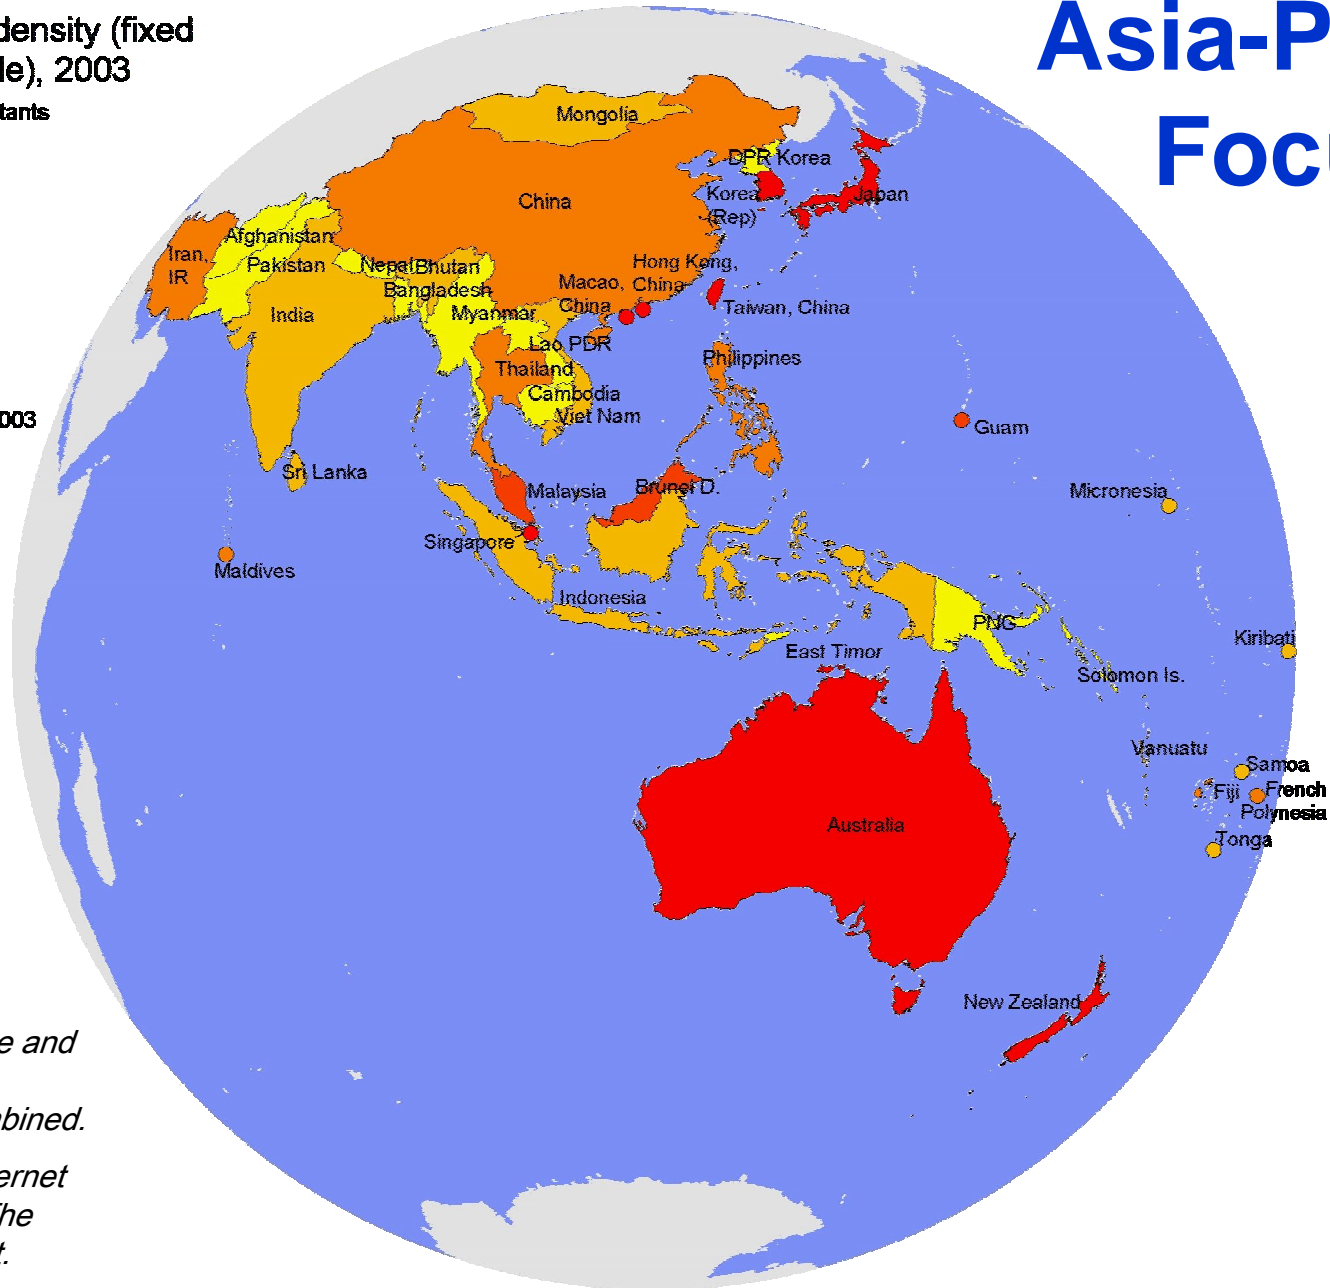 density (fixed
le), 2003
tants
Asia-P
Focu
Mongolia
DPR Korea
China
Korea
(Rep)
Japan
Afghanistan
Iran,
IR
Pakistan
Nepal
Bhutan
Bangladesh
Hong Kong,
China
Macao,
China
India
Myanmar
Taiwan, China
Lao PDR
Philippines
Thailand
Cambodia
Viet Nam
003
Guam
Sri Lanka
Malaysia
Brunei D.
Micronesia
Singapore
Maldives
Indonesia
PNG
Kiribati
East Timor
Solomon Is.
Vanuatu
Samoa
Fiji
French
Polynesia
Australia
Tonga
New Zealand
e and
bined.
ernet
The
t.